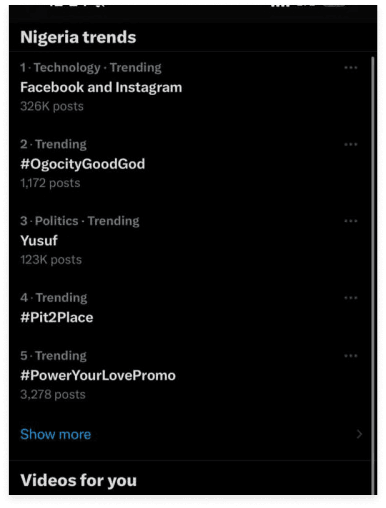 Nigeria trends
1 · Technology · Trending
Facebook and Instagram
326K posts
2 · Trending
#OgocityGoodGod
1,172 posts
3 · Politics · Trending
Yusuf
123K posts
4 · Trending
#Pit2Place
5 · Trending
#PowerYourLovePromo
3,278 posts
Show more
Videos for you